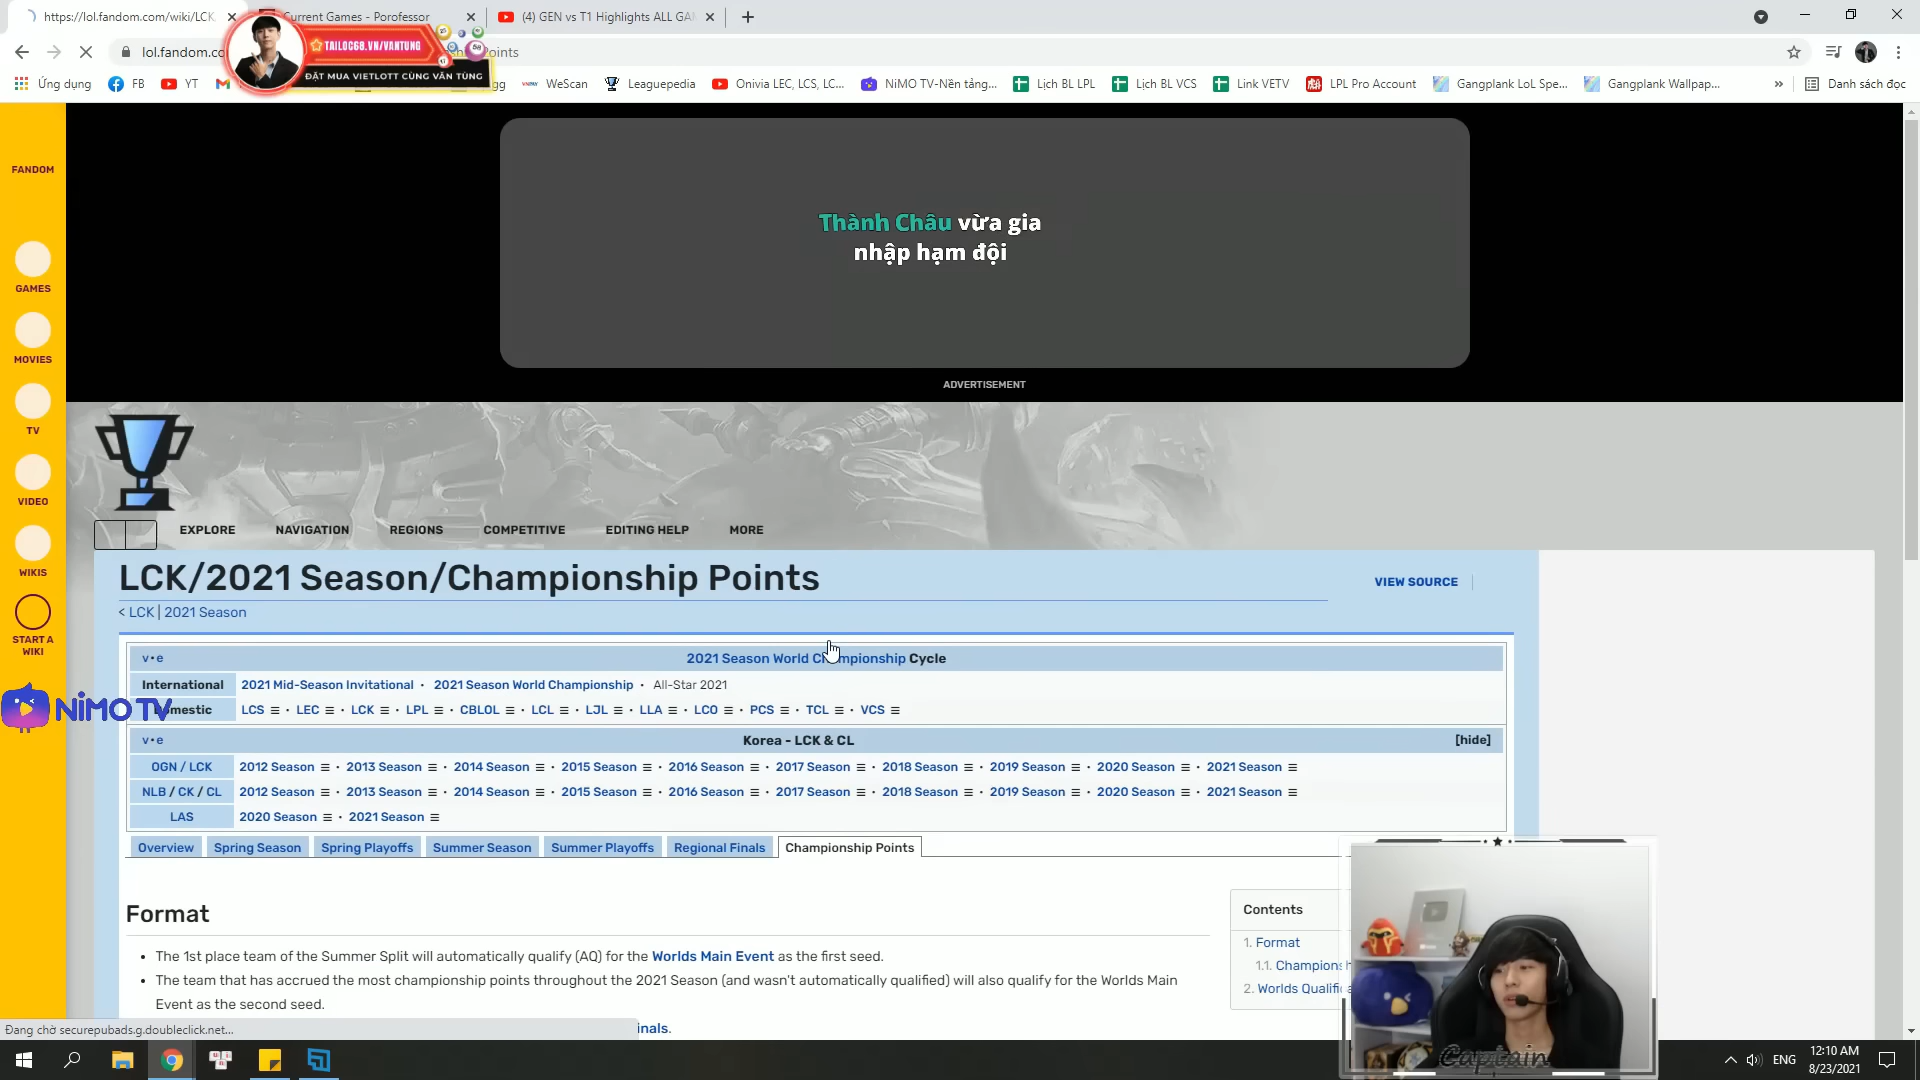 https://lol.fandom.com/wiki/LCK
Current Games - Porofessor
(4) GEN vs T1 Highlights ALL GAM
TAILOC68.VN/VANTUNG
ĐẶT MUA VIETLOTT CÙNG VĂN TÙNG
lol.fandom.co
Points
Ứng dụng
FB
YT
gg
WeScan
Leaguepedia
Onivia LEC, LCS, LC...
NiMO TV-Nền tảng...
Lịch BL LPL
Lịch BL VCS
Link VETV
LPL Pro Account
Gangplank LoL Spe...
Gangplank Wallpap...
»
Danh sách đọc
FANDOM
GAMES
MOVIES
TV
VIDEO
WIKIS
START A
WIKI
Thành Châu vừa gia
nhập hạm đội
ADVERTISEMENT
EXPLORE
NAVIGATION
REGIONS
COMPETITIVE
EDITING HELP
MORE
LCK/2021 Season/Championship Points
VIEW SOURCE
< LCK | 2021 Season
v • e
2021 Season World Championship Cycle
International 2021 Mid-Season Invitational • 2021 Season World Championship • All-Star 2021
NiMO TV
mestic LCS • LEC • LCK • LPL • CBLOL • LCL • LJL • LLA • LCO • PCS • TCL • VCS
v • e
Korea - LCK & CL
[hide]
OGN / LCK 2012 Season • 2013 Season • 2014 Season • 2015 Season • 2016 Season • 2017 Season • 2018 Season • 2019 Season • 2020 Season • 2021 Season
NLB / CK / CL 2012 Season • 2013 Season • 2014 Season • 2015 Season • 2016 Season • 2017 Season • 2018 Season • 2019 Season • 2020 Season • 2021 Season
LAS 2020 Season • 2021 Season
Overview
Spring Season
Spring Playoffs
Summer Season
Summer Playoffs
Regional Finals
Championship Points
Format
• The 1st place team of the Summer Split will automatically qualify (AQ) for the Worlds Main Event as the first seed.
• The team that has accrued the most championship points throughout the 2021 Season (and wasn't automatically qualified) will also qualify for the Worlds Main
Event as the second seed.
inals.
Contents
1. Format
1.1. Champions
2. Worlds Qualific
Đang chờ securepubads.g.doubleclick.net...
Captain
ENG
12:10 AM
8/23/2021